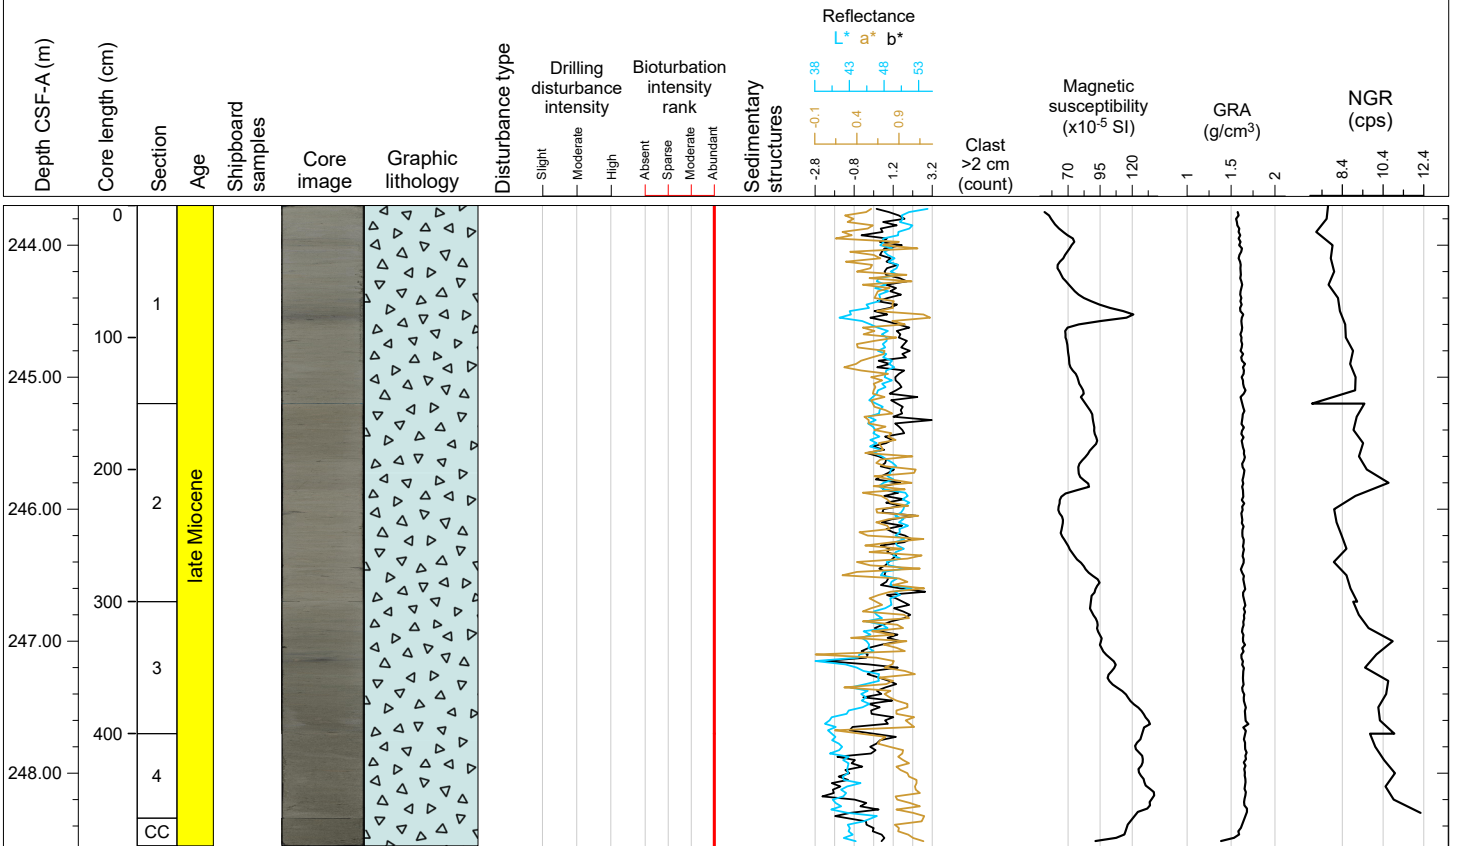 Depth CSF-A (m)
Core length (cm)
Section
Age
Shipboard
samples
Core
image
Graphic
lithology
Disturbance type
Drilling
disturbance
intensity
Slight
Moderate
High
Bioturbation
intensity
rank
Absent
Sparse
Moderate
Abundant
Sedimentary
structures
Reflectance
L* a* b*
38 43 48 53
-0.1 0.4 0.9
-2.8 -0.8 1.2 3.2
Clast
>2 cm
(count)
Magnetic
susceptibility
(x10-5 SI)
70 95 120
GRA
(g/cm3)
1 1.5 2
NGR
(cps)
8.4 10.4 12.4
244.00
245.00
246.00
247.00
248.00
0
100
200
300
400
1
2
3
4
CC
late Miocene